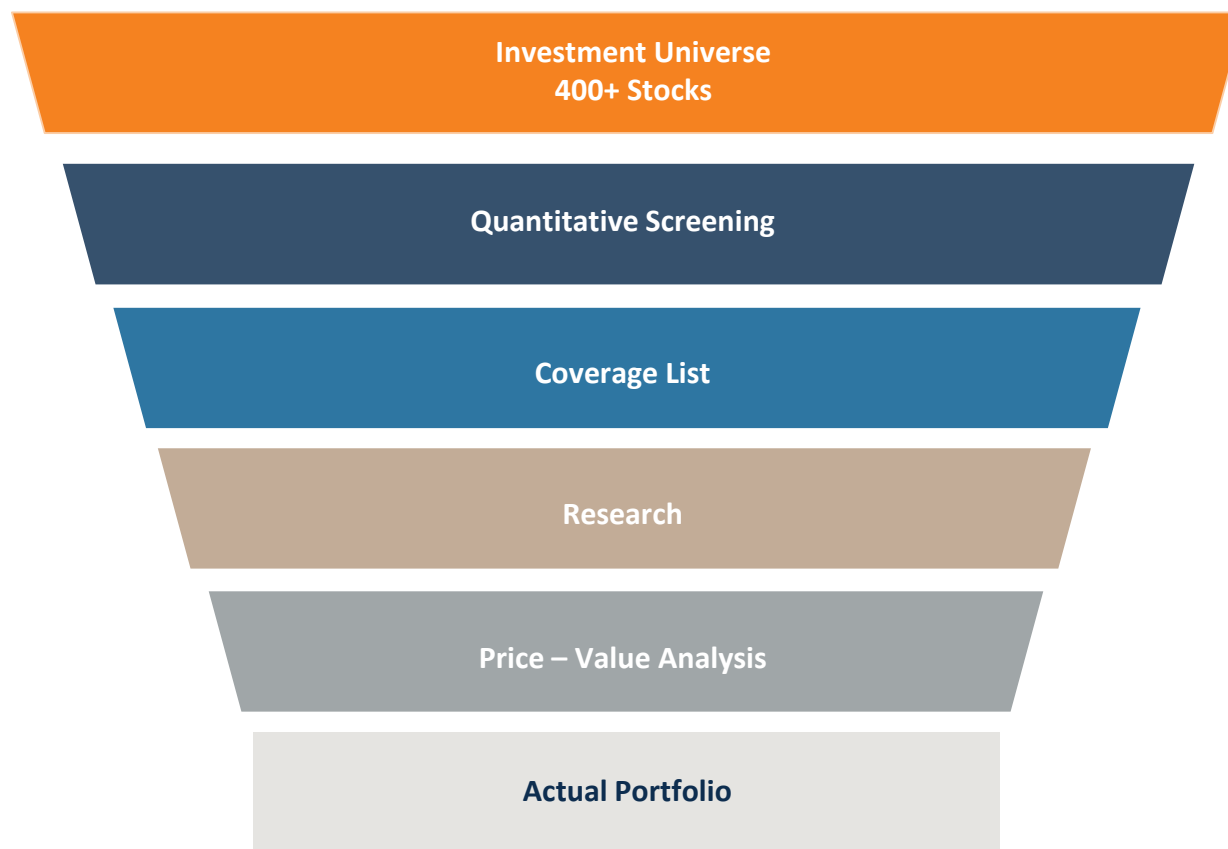 Investment Universe
400+ Stocks
Quantitative Screening
Coverage List
Research
Price – Value Analysis
Actual Portfolio